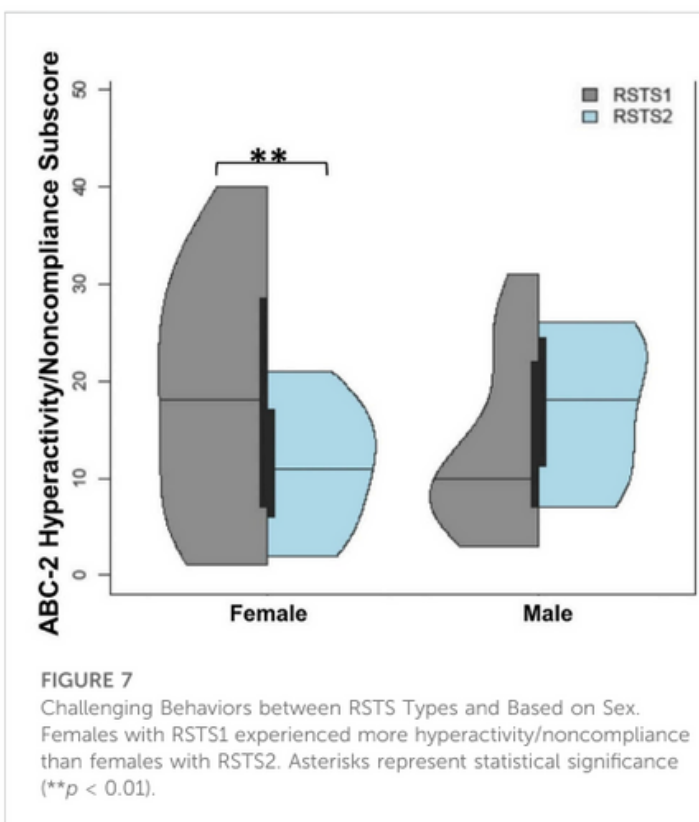 ABC-2 Hyperactivity/Noncompliance Subscore
50
40
30
20
10
0
RSTS1
RSTS2
**
Female
Male
FIGURE 7
Challenging Behaviors between RSTS Types and Based on Sex.
Females with RSTS1 experienced more hyperactivity/noncompliance
than females with RSTS2. Asterisks represent statistical significance
(**p < 0.01).